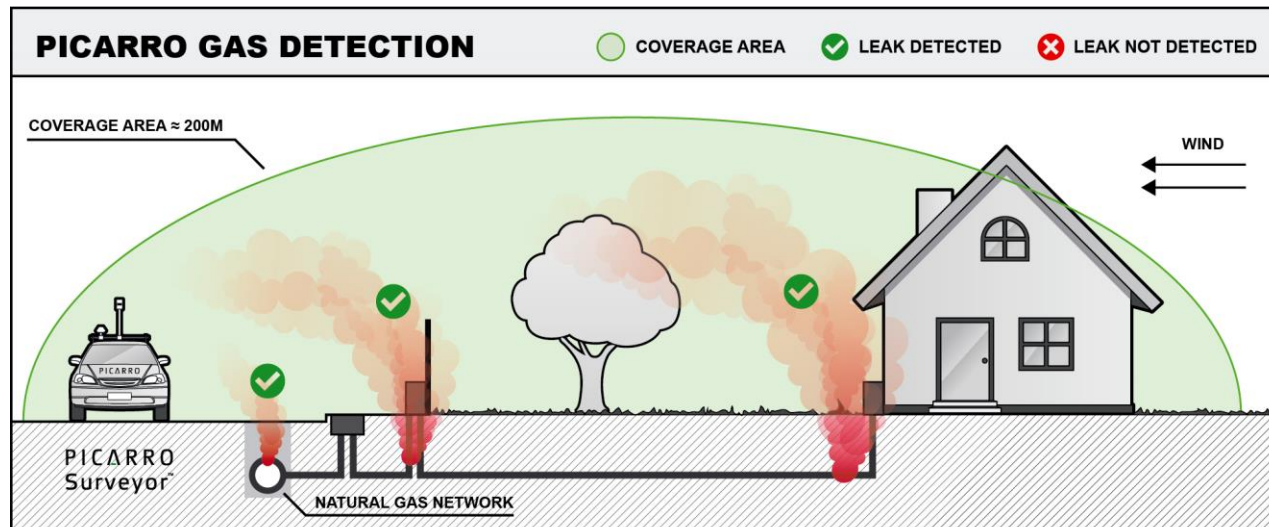 PICARRO GAS DETECTION
COVERAGE AREA
LEAK DETECTED
LEAK NOT DETECTED
COVERAGE AREA ≈ 200M
WIND
PICARRO
PICARRO
Surveyor™
NATURAL GAS NETWORK